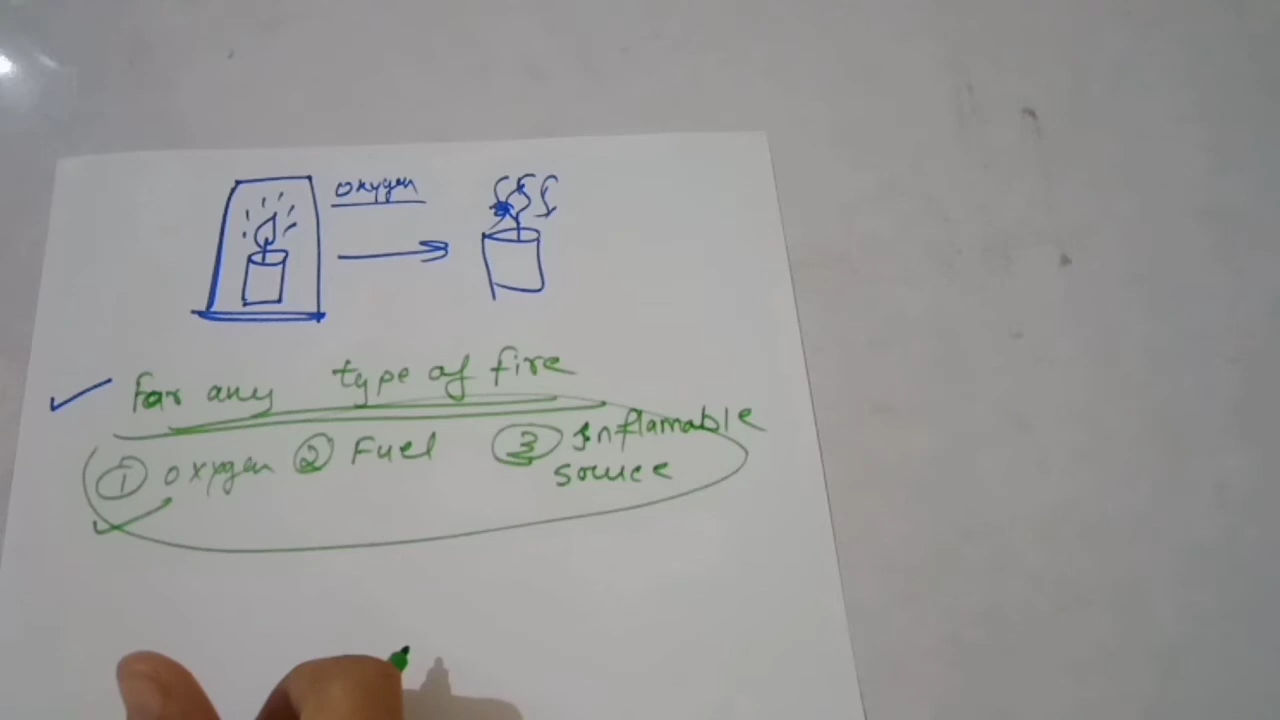 oxygen
For any type of fire
① oxygen ② Fuel ③ Inflamable
source